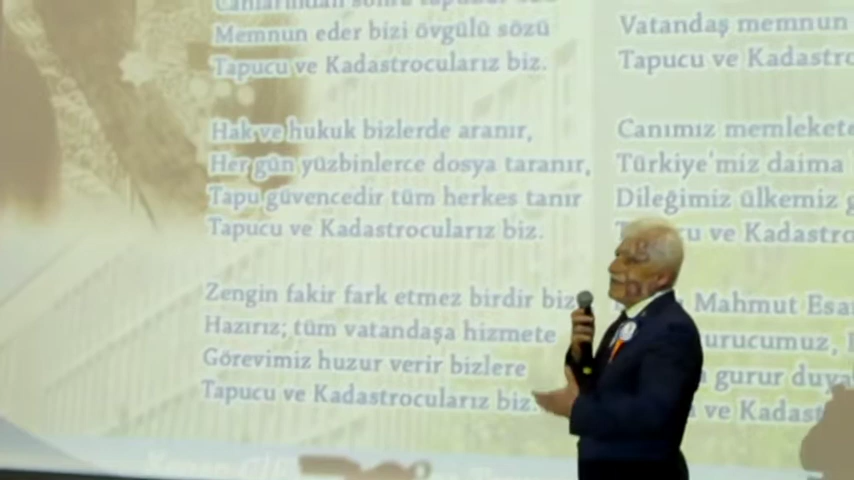 Memnun eder bizi övgülü sözü
Tapucu ve Kadastrocularız biz.
Hak ve hukuk bizlerde aranır,
Her gün yüzbinlerce dosya taranır,
Tapu güvencedir tüm herkes tanır
Tapucu ve Kadastrocularız biz.
Zengin fakir fark etmez birdir biz
Hazırız; tüm vatandaşa hizmete
Görevimiz huzur verir bizlere
Tapucu ve Kadastrocularız biz.
Vatandaş memnun
Tapucu ve Kadastro
Canımız memlekete
Türkiye'miz daima
Dileğimiz ülkemiz
ve Kadastro
Mahmut Esat
gurur
ve Kadast